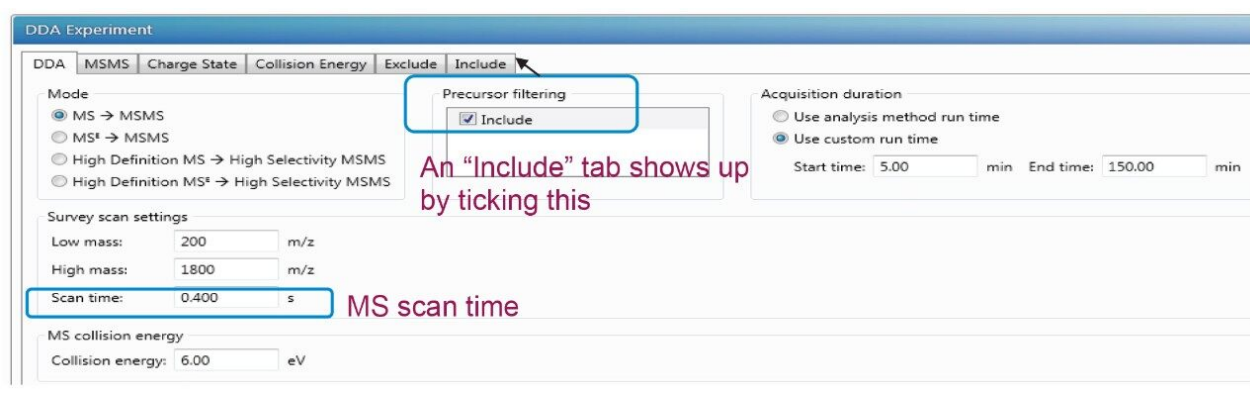 DDA Experiment
DDA MSMS Charge State Collision Energy Exclude Include
Mode
MS → MSMS
MSᴱ → MSMS
High Definition MS → High Selectivity MSMS
High Definition MSᴱ → High Selectivity MSMS
Precursor filtering
Include
An “Include” tab shows up
by ticking this
Acquisition duration
Use analysis method run time
Use custom run time
Start time: 5.00 min End time: 150.00 min
Survey scan settings
Low mass: 200 m/z
High mass: 1800 m/z
Scan time: 0.400 s
MS scan time
MS collision energy
Collision energy: 6.00 eV